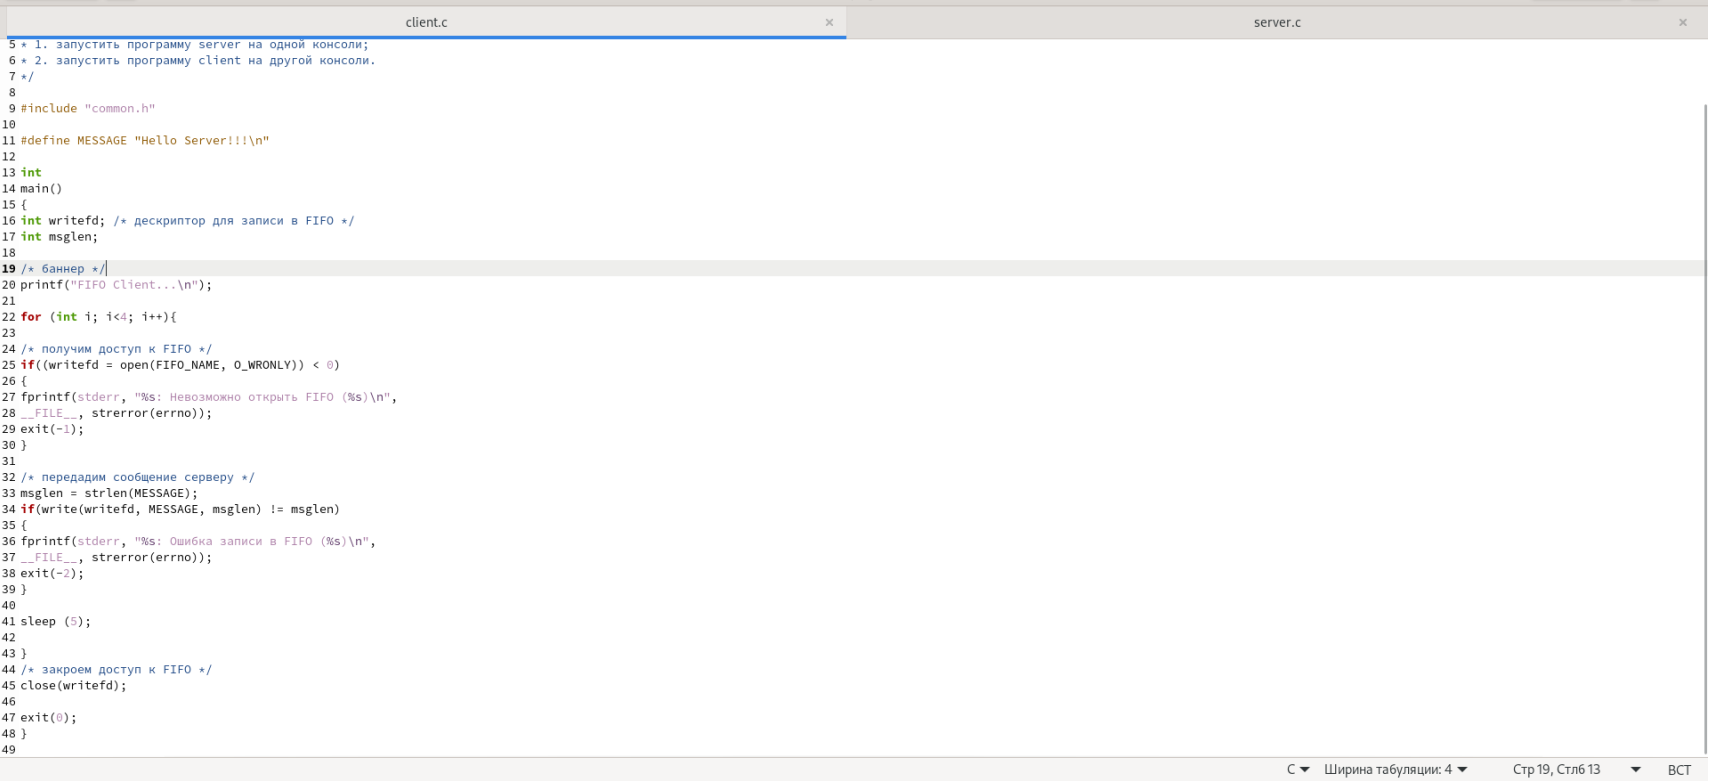 client.c
server.c
5 * 1. запустить программу server на одной консоли;
6 * 2. запустить программу client на другой консоли.
7 */
8
9 #include "common.h"
10
11 #define MESSAGE "Hello Server!!!\n"
12
13 int
14 main()
15 {
16 int writefd; /* дескриптор для записи в FIFO */
17 int msglen;
18
19 /* баннер */
20 printf("FIFO Client...\n");
21
22 for (int i; i<4; i++){
23
24 /* получим доступ к FIFO */
25 if((writefd = open(FIFO_NAME, O_WRONLY)) < 0)
26 {
27 fprintf(stderr, "%s: Невозможно открыть FIFO (%s)\n",
28 __FILE__, strerror(errno));
29 exit(-1);
30 }
31
32 /* передадим сообщение серверу */
33 msglen = strlen(MESSAGE);
34 if(write(writefd, MESSAGE, msglen) != msglen)
35 {
36 fprintf(stderr, "%s: Ошибка записи в FIFO (%s)\n",
37 __FILE__, strerror(errno));
38 exit(-2);
39 }
40
41 sleep (5);
42
43 }
44 /* закроем доступ к FIFO */
45 close(writefd);
46
47 exit(0);
48 }
49
C Ширина табуляции: 4 Стр 19, Стлб 13 ВСТ